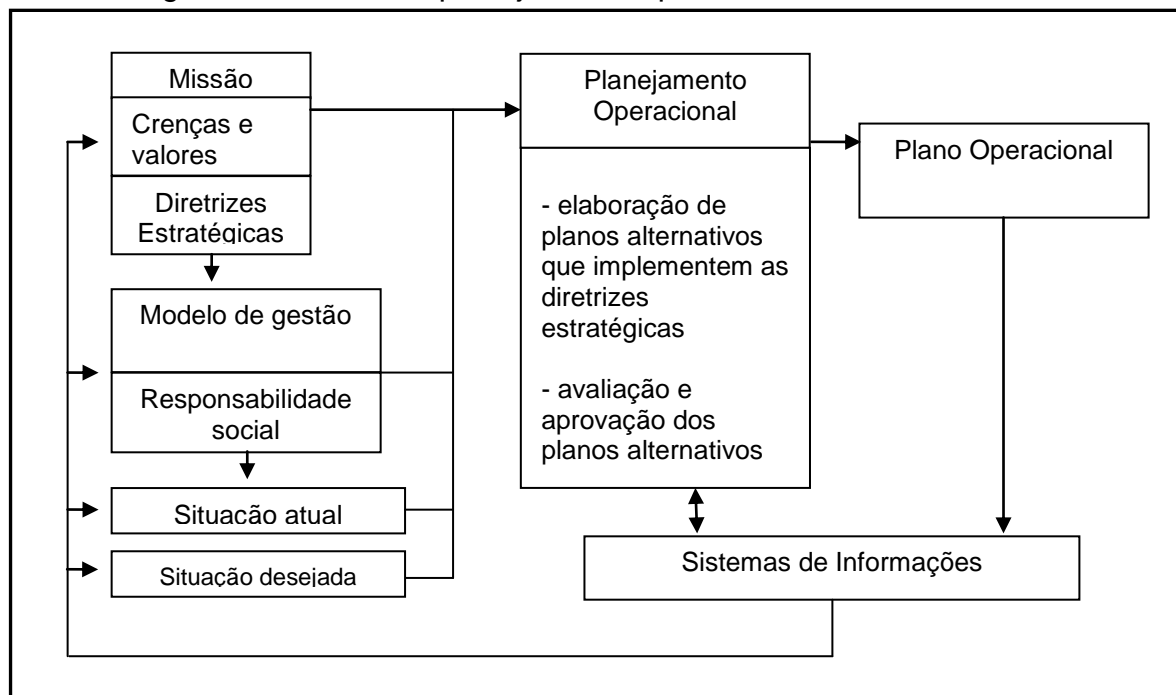 Missão
Crenças e
valores
Diretrizes
Estratégicas
Modelo de gestão
Responsabilidade
social
Situacão atual
Situação desejada
Planejamento
Operacional
- elaboração de
planos alternativos
que implementem as
diretrizes
estratégicas
- avaliação e
aprovação dos
planos alternativos
Plano Operacional
Sistemas de Informações